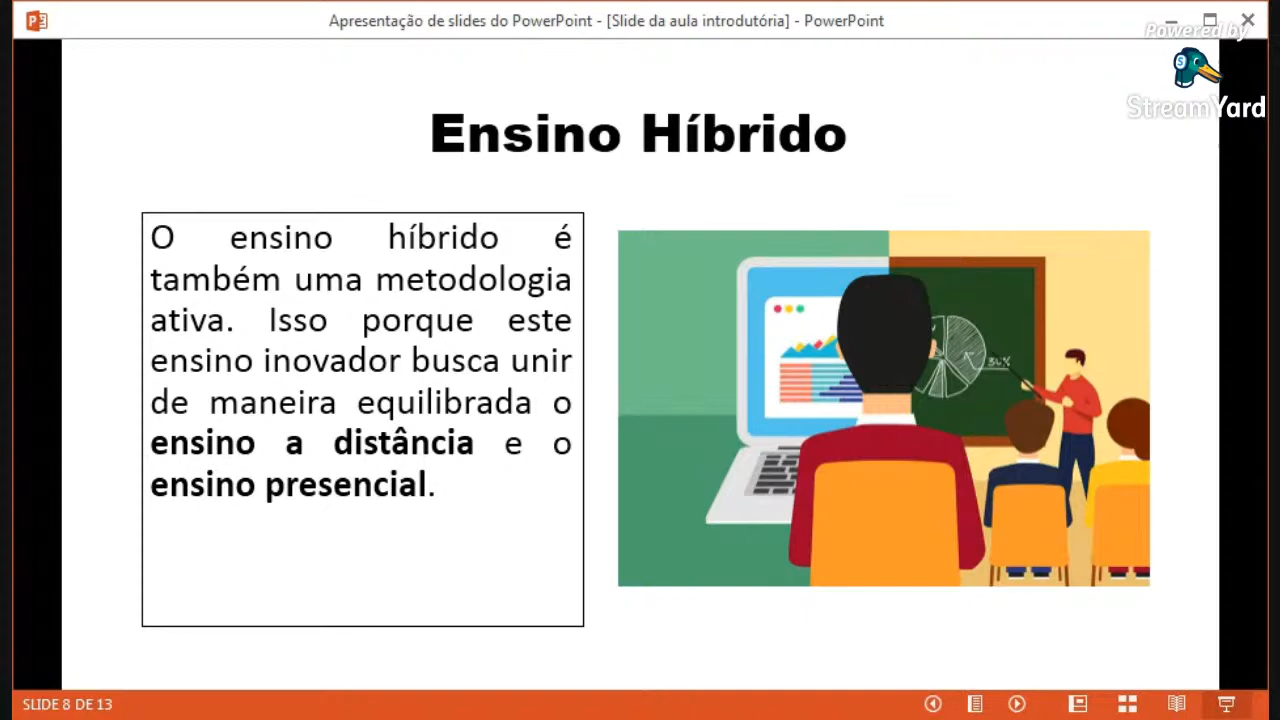 Apresentação de slides do PowerPoint - [Slide da aula introdutória] - PowerPoint
Powered by
StreamYard
Ensino Híbrido
O ensino híbrido é
também uma metodologia
ativa. Isso porque este
ensino inovador busca unir
de maneira equilibrada o
ensino a distância e o
ensino presencial.
SLIDE 8 DE 13